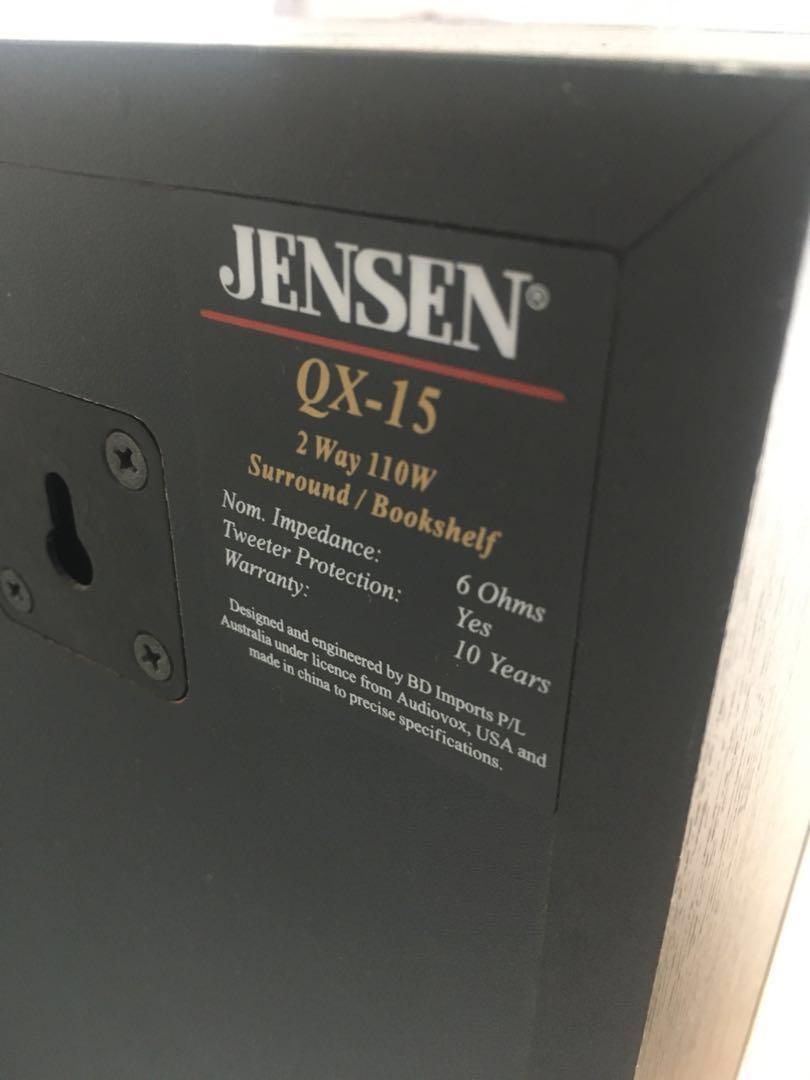 JENSEN®
QX-15
2 Way 110W
Surround / Bookshelf
Nom. Impedance: 6 Ohms
Tweeter Protection: Yes
Warranty: 10 Years
Designed and engineered by BD Imports P/L
Australia under licence from Audiovox, USA and
made in china to precise specifications.